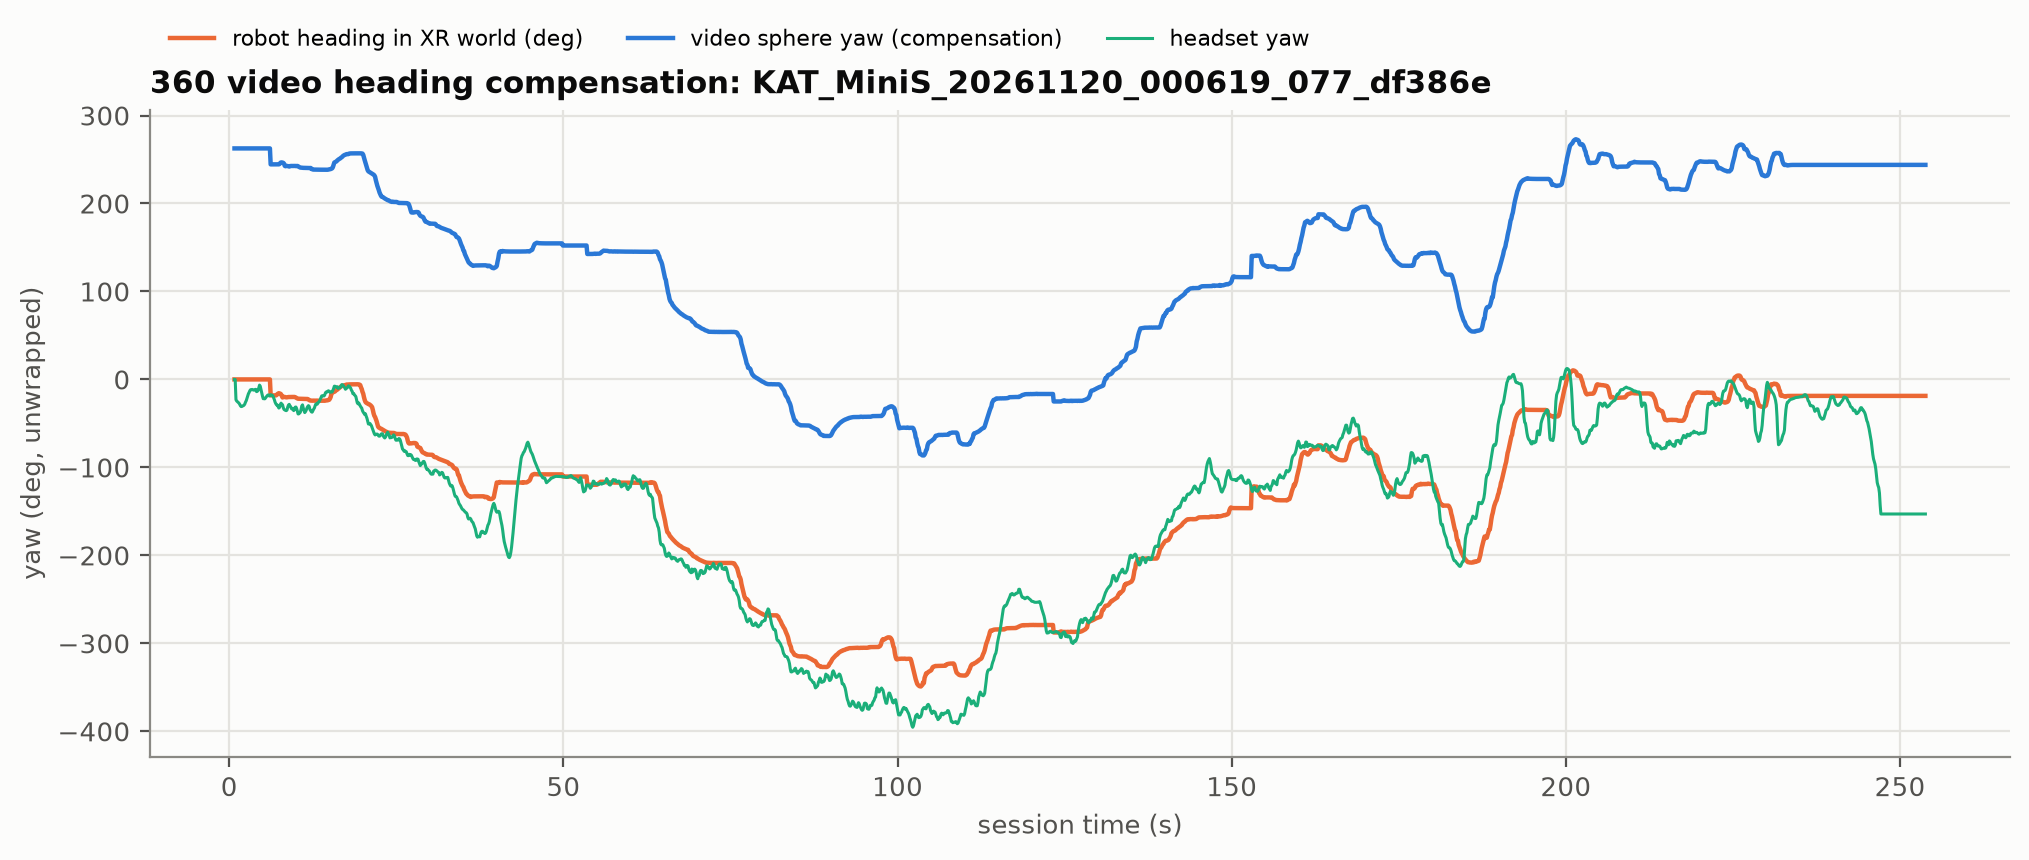 robot heading in XR world (deg) video sphere yaw (compensation) headset yaw
360 video heading compensation: KAT_MiniS_20261120_000619_077_df386e
300
200
100
0
−100
−200
−300
−400
yaw (deg, unwrapped)
0 50 100 150 200 250
session time (s)